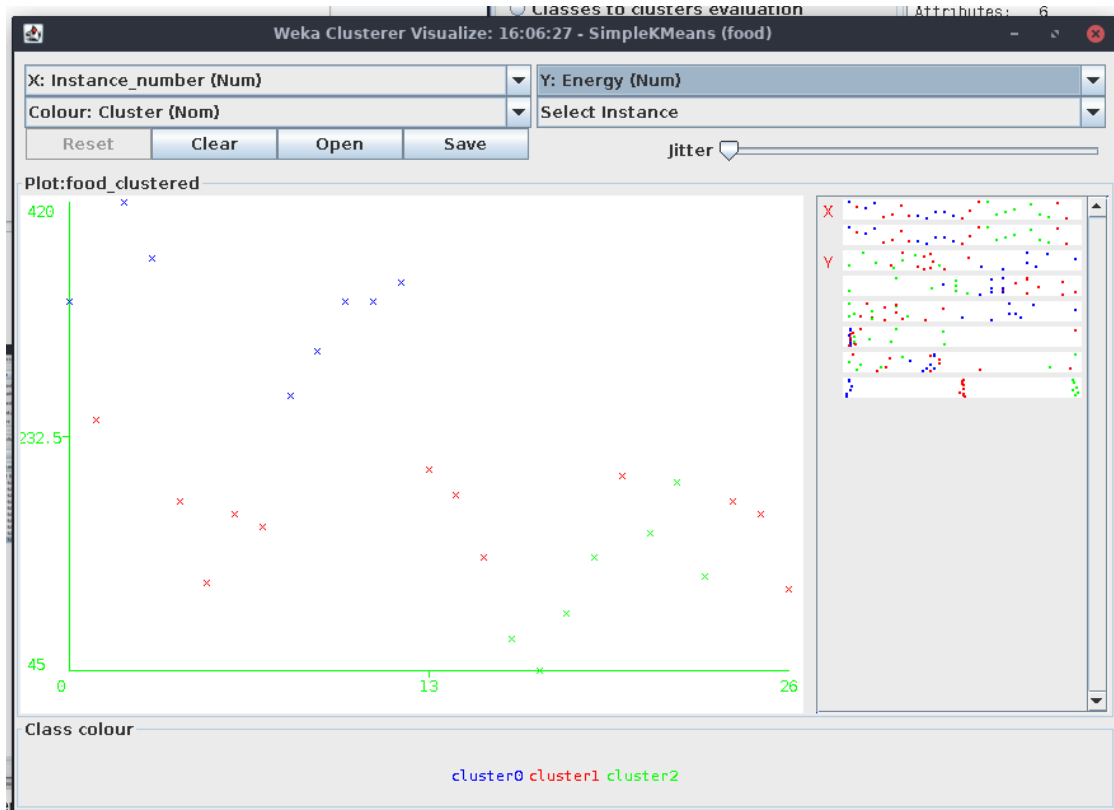 Classes to clusters evaluation
Attributes: 6
Weka Clusterer Visualize: 16:06:27 - SimpleKMeans (food)
X: Instance_number (Num)
Y: Energy (Num)
Colour: Cluster (Nom)
Select Instance
Reset
Clear
Open
Save
Jitter
Plot:food_clustered
420
232.5
45
0
13
26
X
Y
Class colour
cluster0 cluster1 cluster2